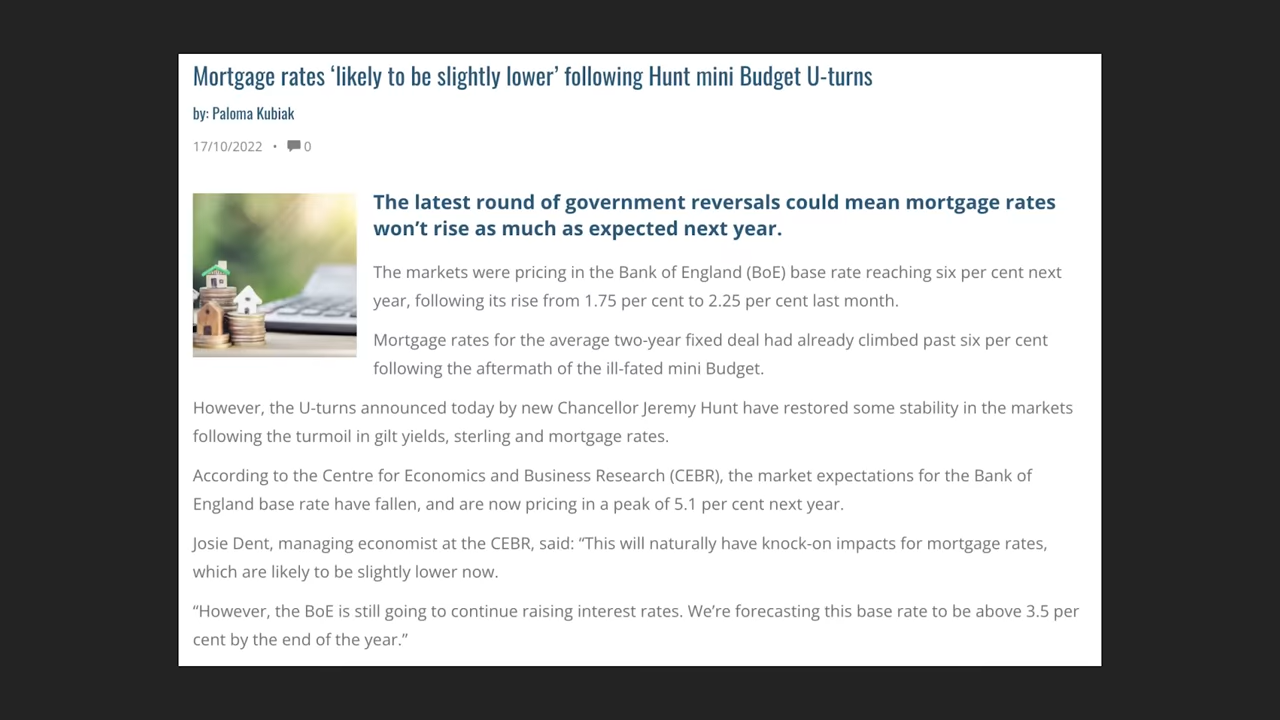 Mortgage rates ‘likely to be slightly lower’ following Hunt mini Budget U-turns
by: Paloma Kubiak
17/10/2022 • 0
The latest round of government reversals could mean mortgage rates
won’t rise as much as expected next year.
The markets were pricing in the Bank of England (BoE) base rate reaching six per cent next
year, following its rise from 1.75 per cent to 2.25 per cent last month.
Mortgage rates for the average two-year fixed deal had already climbed past six per cent
following the aftermath of the ill-fated mini Budget.
However, the U-turns announced today by new Chancellor Jeremy Hunt have restored some stability in the markets
following the turmoil in gilt yields, sterling and mortgage rates.
According to the Centre for Economics and Business Research (CEBR), the market expectations for the Bank of
England base rate have fallen, and are now pricing in a peak of 5.1 per cent next year.
Josie Dent, managing economist at the CEBR, said: “This will naturally have knock-on impacts for mortgage rates,
which are likely to be slightly lower now.
“However, the BoE is still going to continue raising interest rates. We’re forecasting this base rate to be above 3.5 per
cent by the end of the year.”